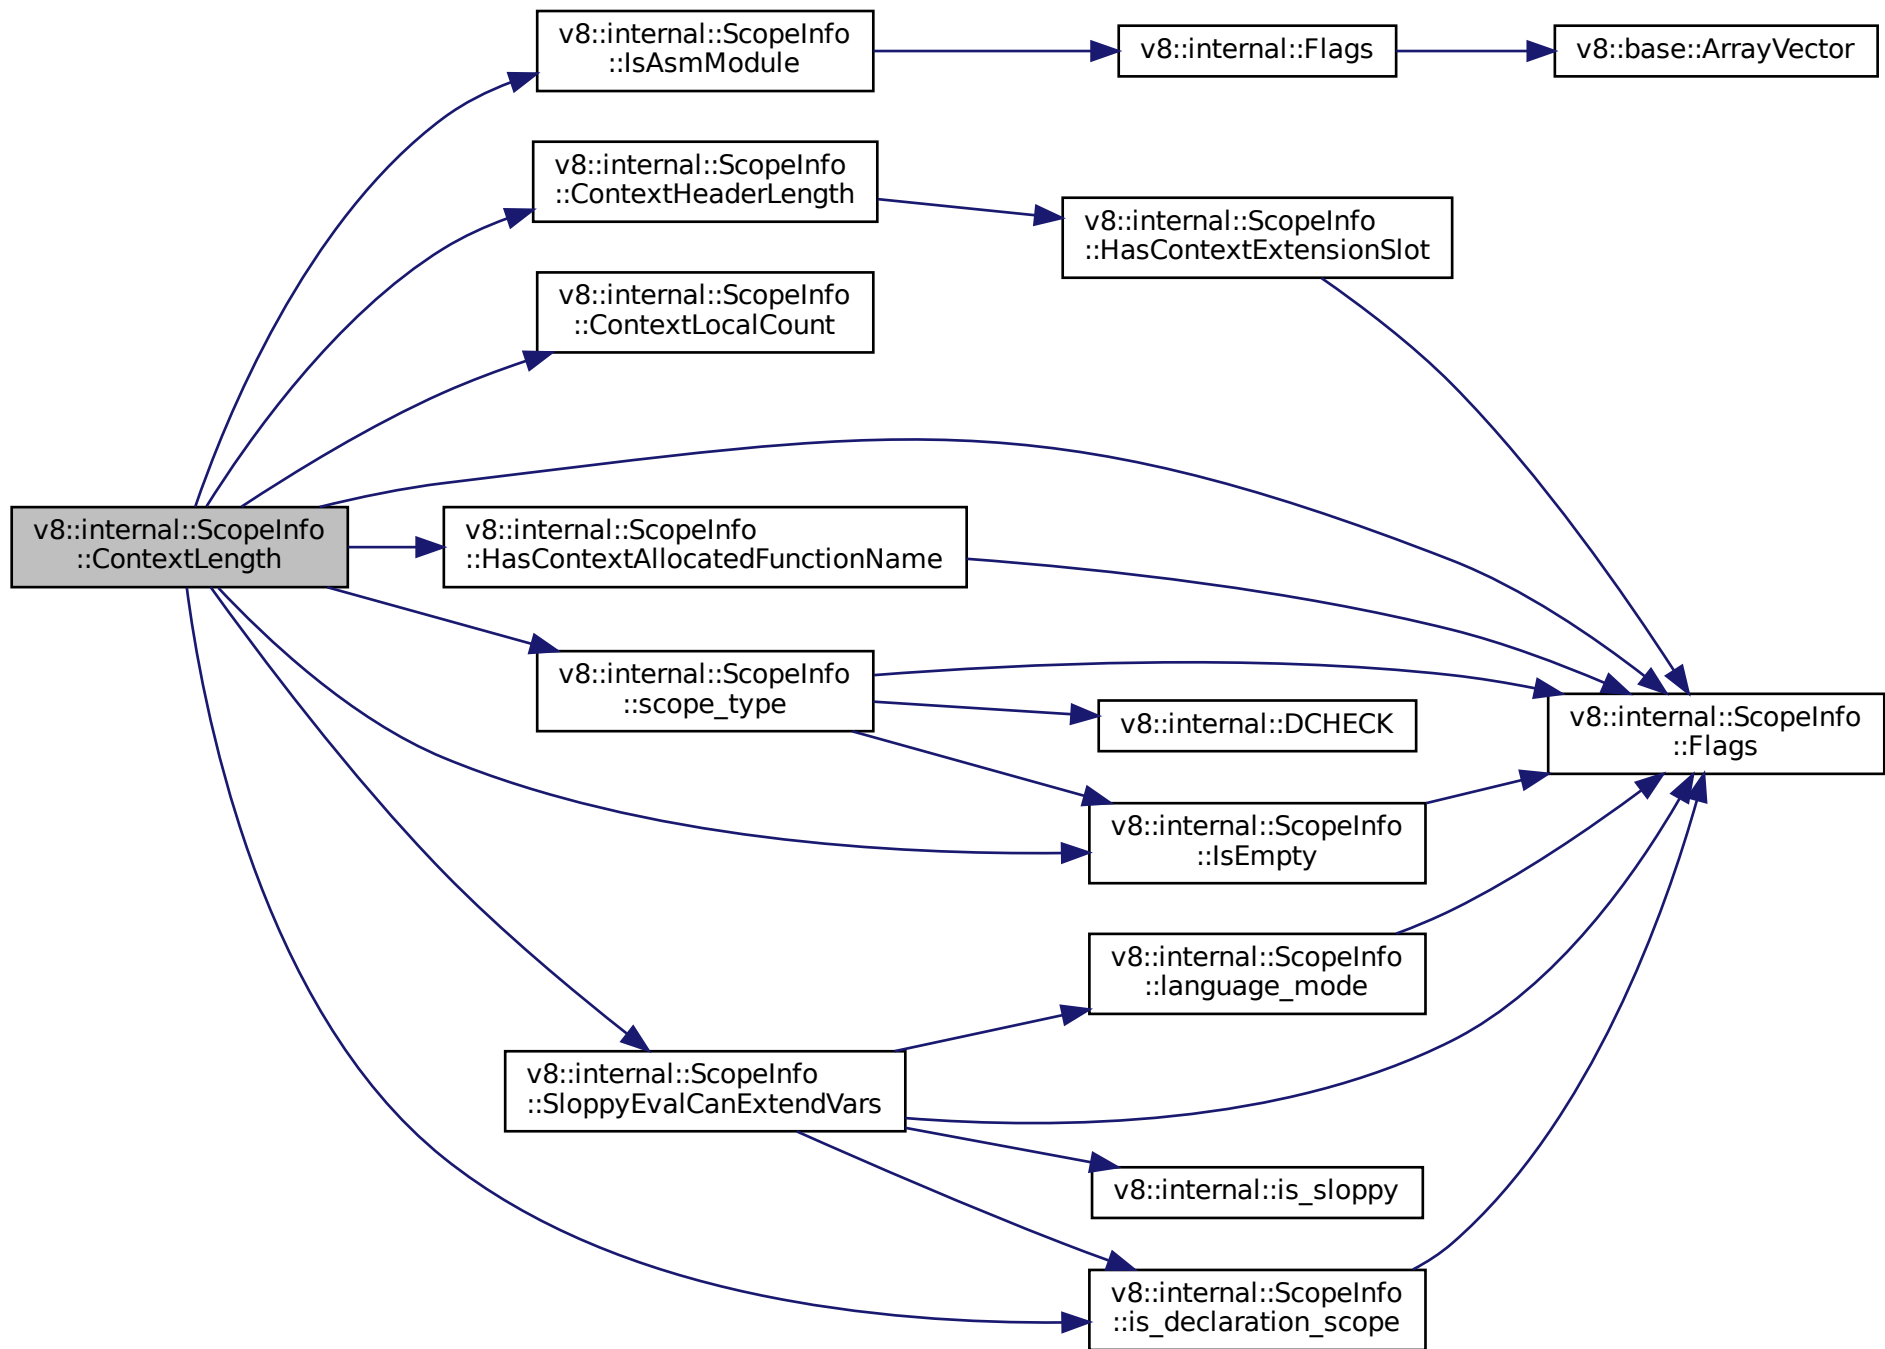 v8::internal::ScopeInfo
::IsAsmModule
v8::internal::Flags
v8::base::ArrayVector
v8::internal::ScopeInfo
::ContextHeaderLength
v8::internal::ScopeInfo
::HasContextExtensionSlot
v8::internal::ScopeInfo
::ContextLocalCount
v8::internal::ScopeInfo
::ContextLength
v8::internal::ScopeInfo
::HasContextAllocatedFunctionName
v8::internal::ScopeInfo
::scope_type
v8::internal::DCHECK
v8::internal::ScopeInfo
::Flags
v8::internal::ScopeInfo
::IsEmpty
v8::internal::ScopeInfo
::language_mode
v8::internal::ScopeInfo
::SloppyEvalCanExtendVars
v8::internal::is_sloppy
v8::internal::ScopeInfo
::is_declaration_scope